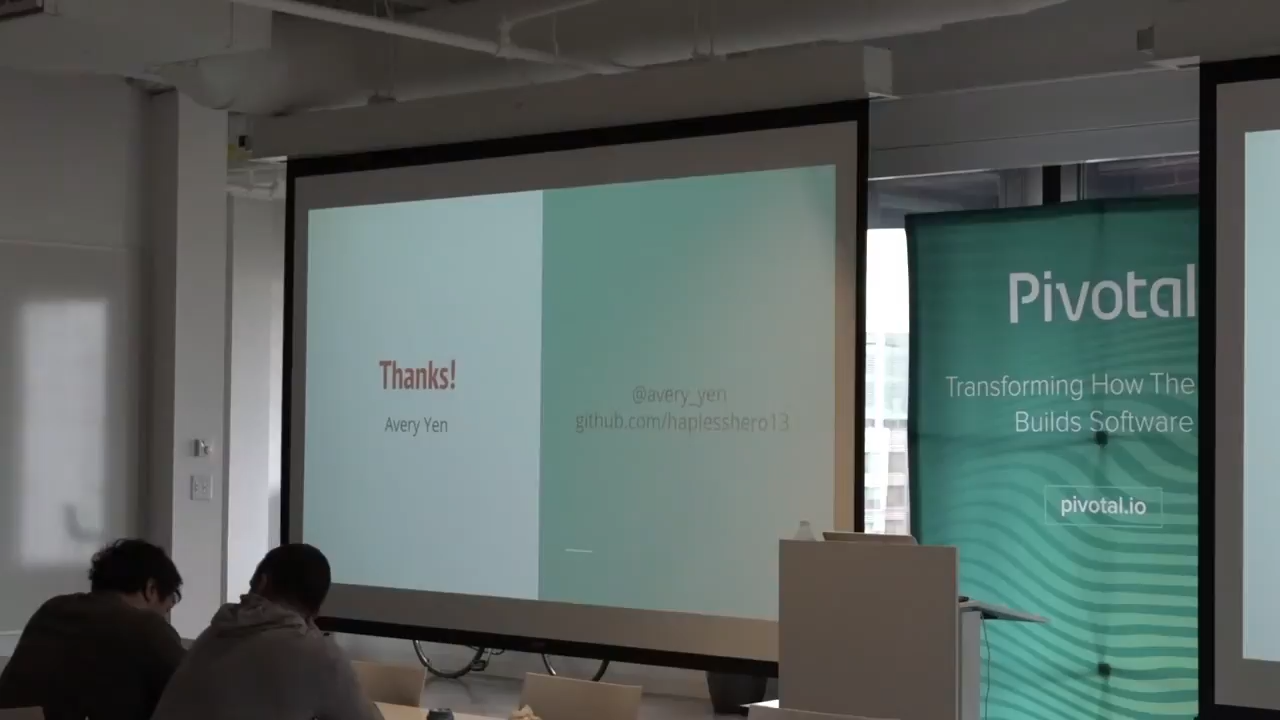 Thanks!
Avery Yen
@avery_yen
github.com/haplesshero13
Pivotal
Transforming How The
Builds Software
pivotal.io